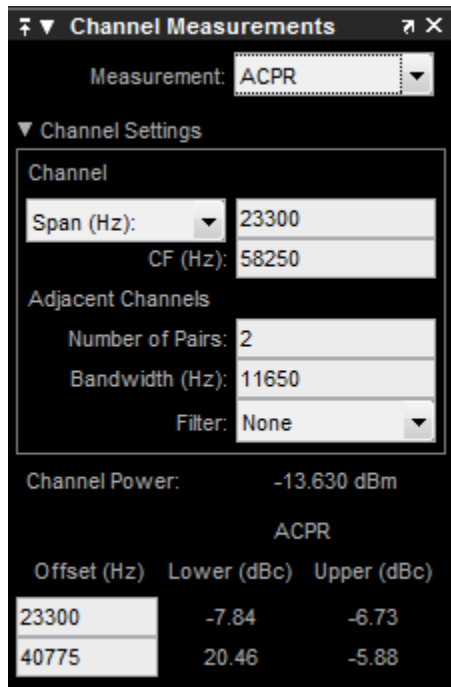 Channel Measurements
Measurement: ACPR
Channel Settings
Channel
Span (Hz): 23300
CF (Hz): 58250
Adjacent Channels
Number of Pairs: 2
Bandwidth (Hz): 11650
Filter: None
Channel Power: -13.630 dBm
ACPR
Offset (Hz) Lower (dBc) Upper (dBc)
23300 -7.84 -6.73
40775 20.46 -5.88